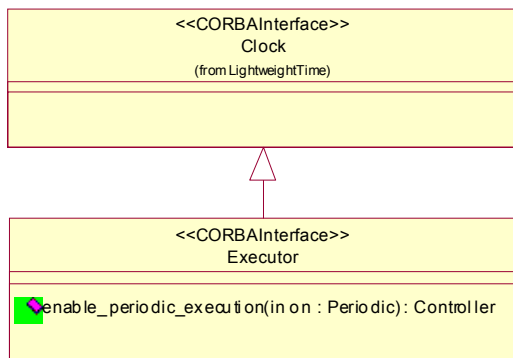 <<CORBAInterface>>
Clock
(from LightweightTime)
<<CORBAInterface>>
Executor
enable_periodic_execution(in on : Periodic) : Controller